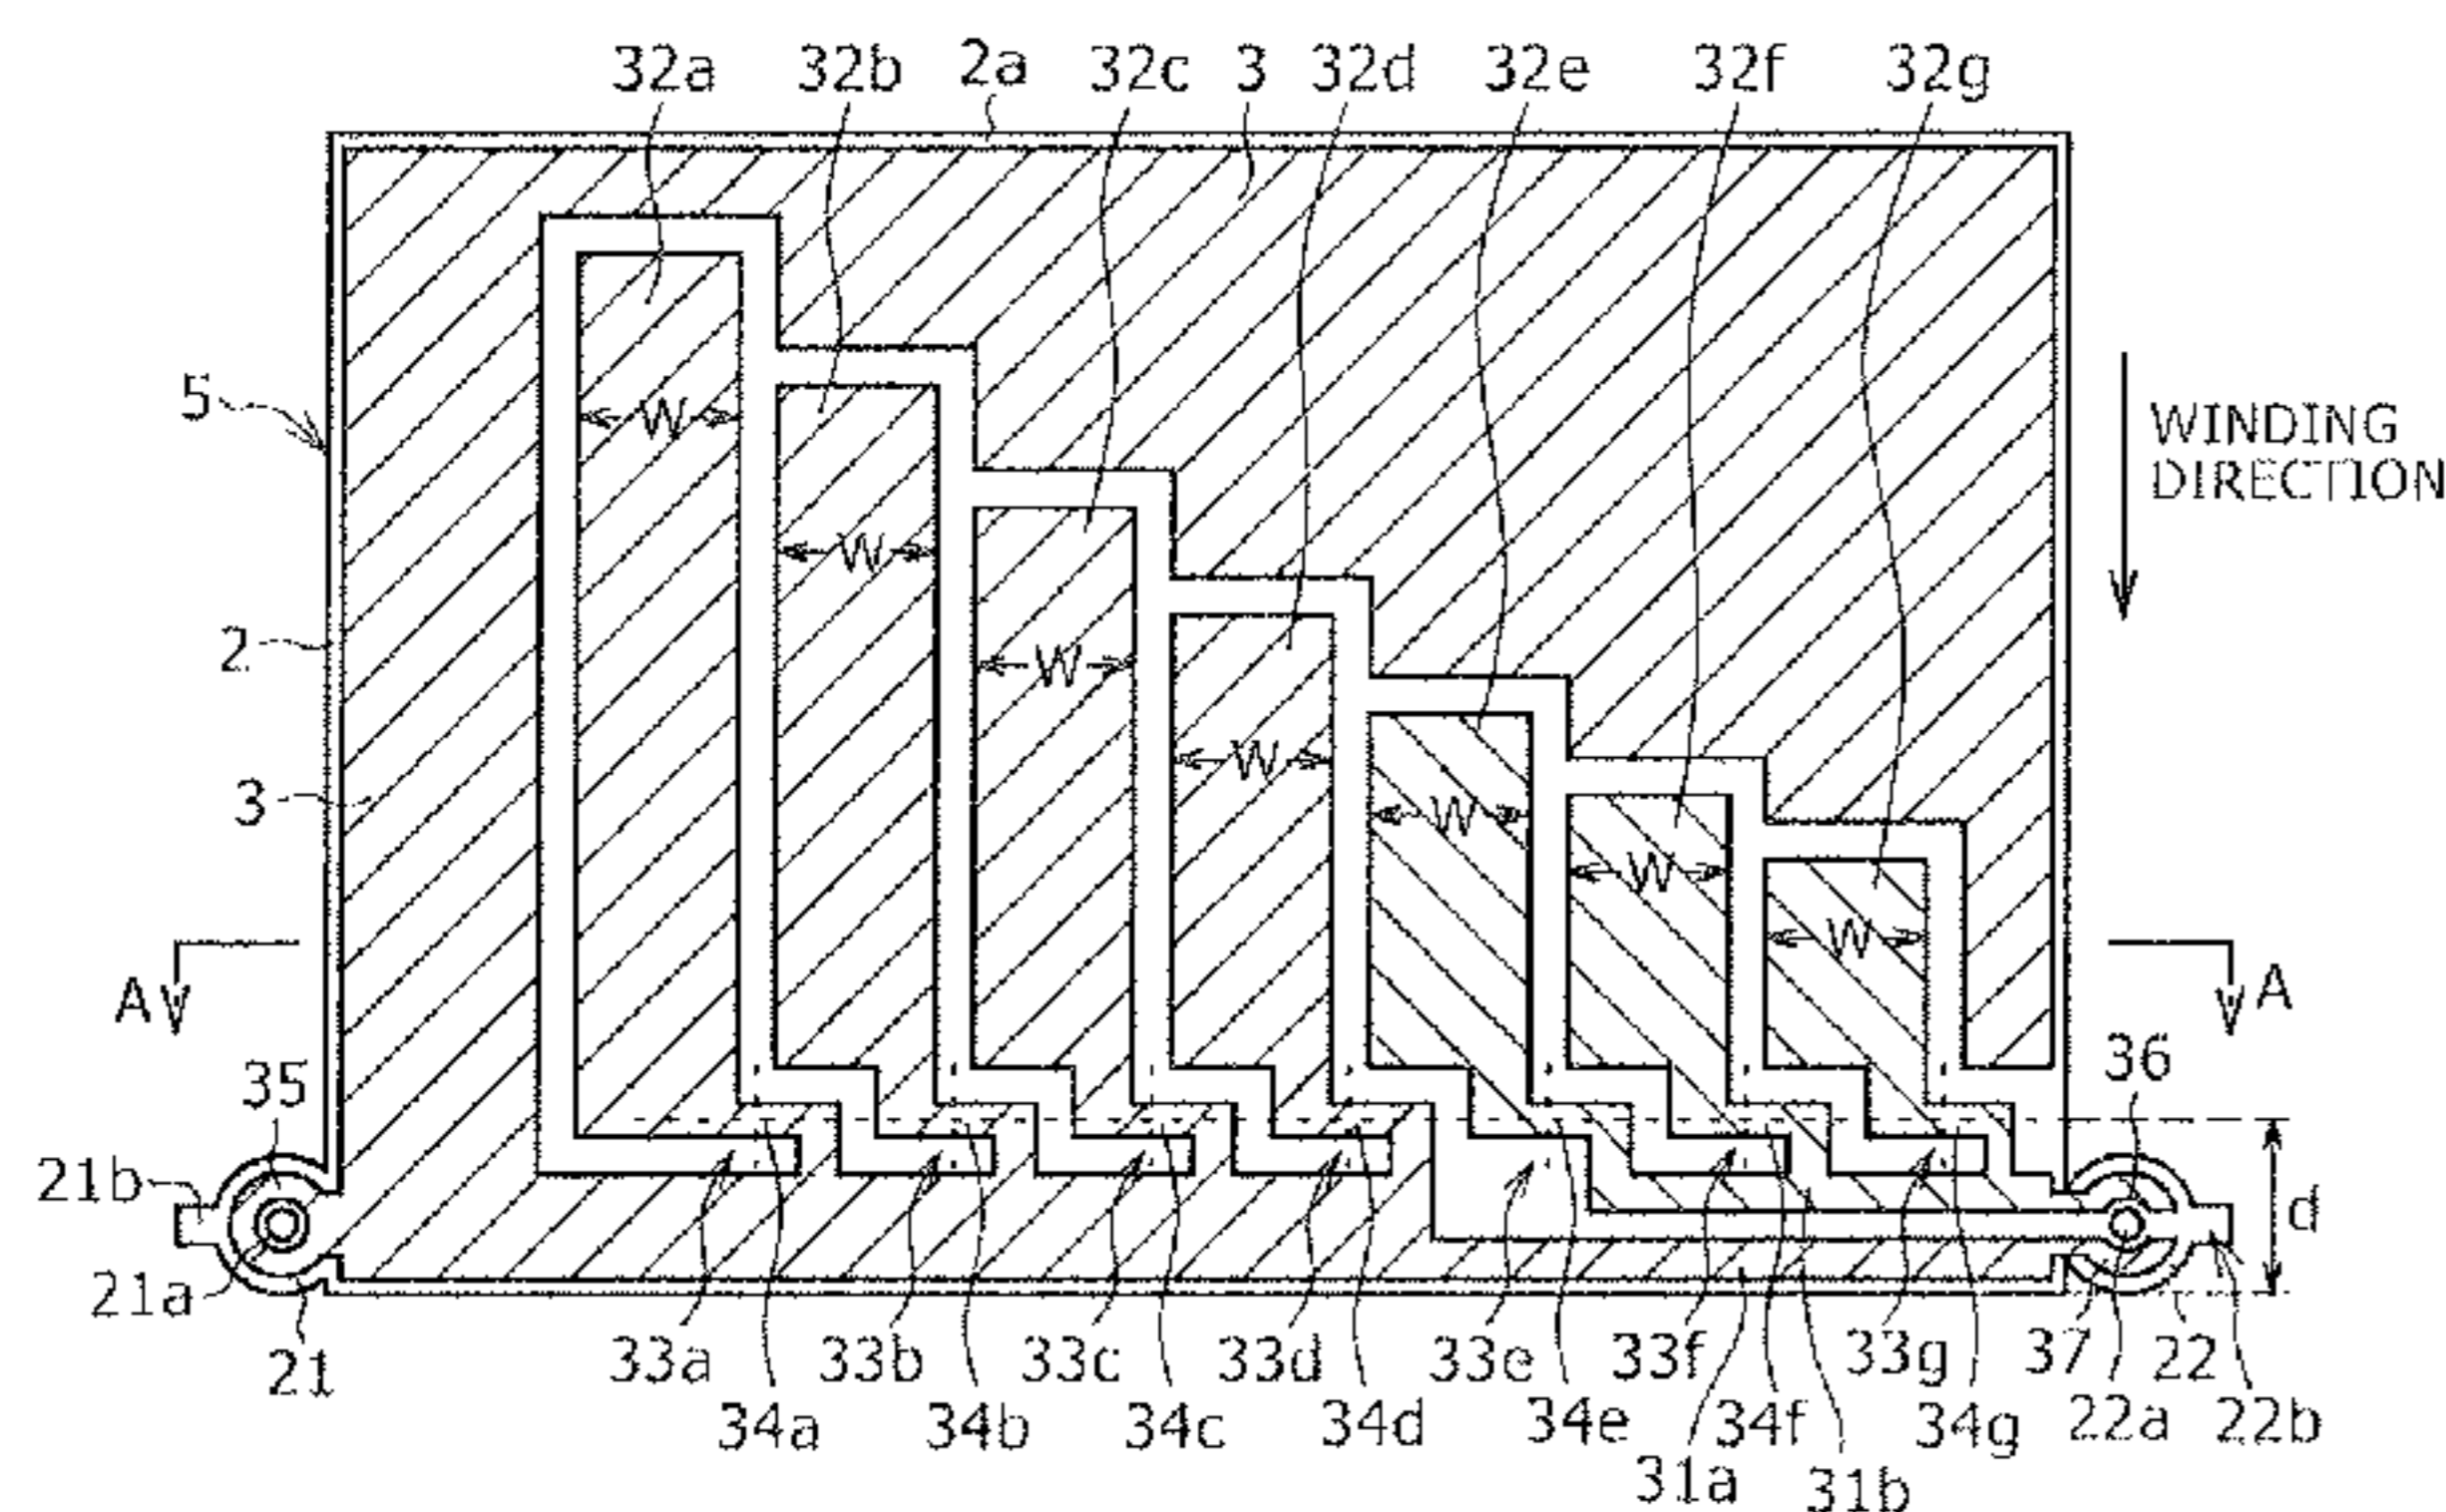 32a 32b 2a 32c 3 32d 32e 32f 32g
5
W
WINDING
DIRECTION
W
2
W
W
3
W
W
W
A A
35 36
21b
d
21a
21
33a 33b 33c 33d 33e 33f 33g 37 22
34a 34b 34c 34d 34e 34f 34g 22a 22b
31a 31b